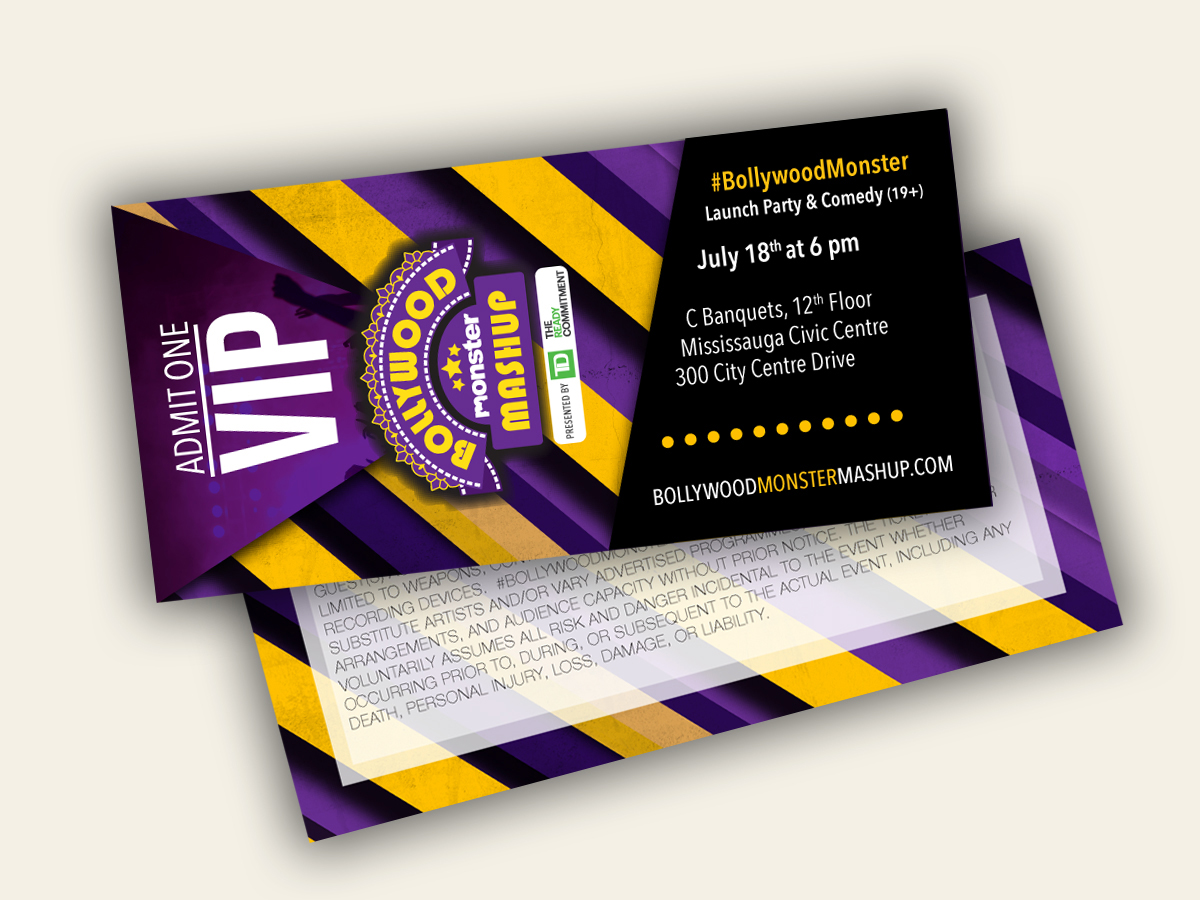 ADMIT ONE
VIP
BOLLYWOOD
monster
MASHUP
PRESENTED BY
TD
THE
READY
COMMITMENT
#BollywoodMonster
Launch Party & Comedy (19+)
July 18th at 6 pm
C Banquets, 12th Floor
Mississauga Civic Centre
300 City Centre Drive
BOLLYWOODMONSTERMASHUP.COM
LIMITED TO WEAPONS,
RECORDING DEVICES. #BOLLYWOODMONS
SUBSTITUTE ARTISTS AND/OR VARY ADVERTISED PROGRAMME
ARRANGEMENTS, AND AUDIENCE CAPACITY WITHOUT PRIOR NOTICE. THE
VOLUNTARILY ASSUMES ALL RISK AND DANGER INCIDENTAL TO THE EVENT WHETHER
OCCURRING PRIOR TO, DURING, OR SUBSEQUENT TO THE ACTUAL EVENT, INCLUDING ANY
DEATH, PERSONAL INJURY, LOSS, DAMAGE, OR LIABILITY.